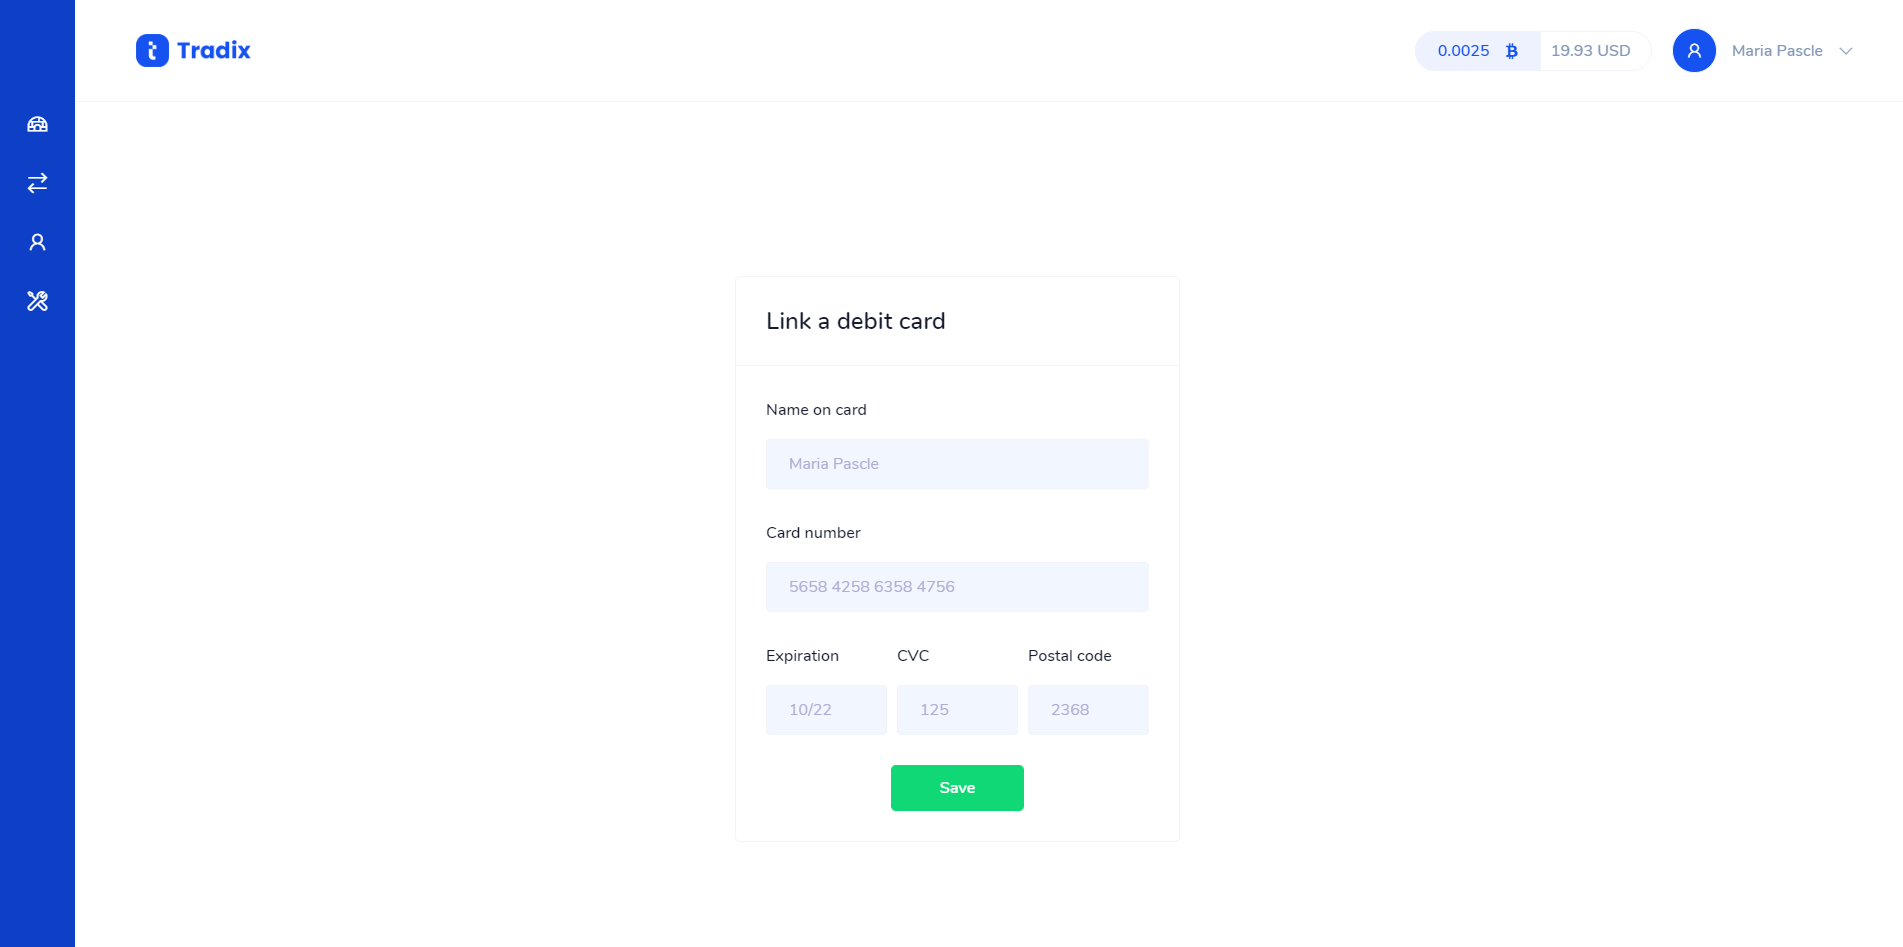 Tradix
0.0025 19.93 USD Maria Pascle
Link a debit card
Name on card
Maria Pascle
Card number
5658 4258 6358 4756
Expiration CVC Postal code
10/22 125 2368
Save